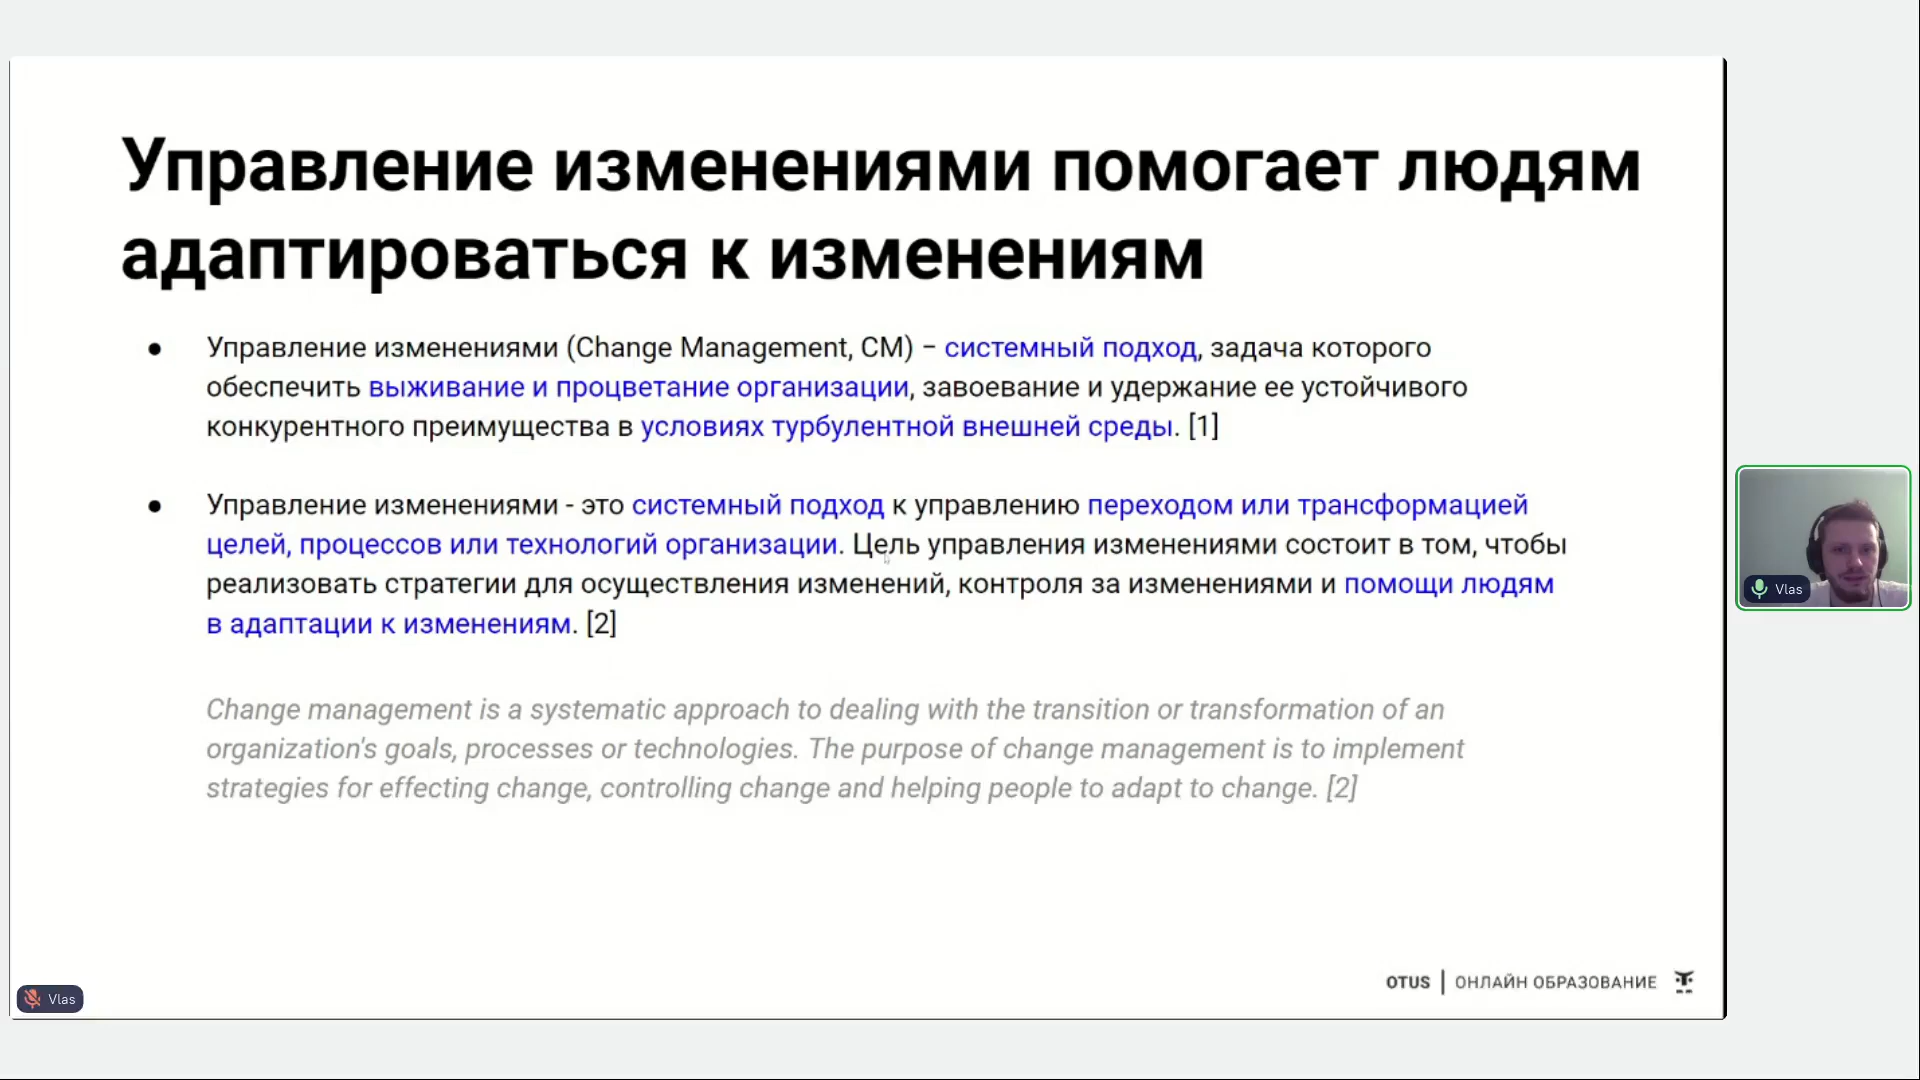 Управление изменениями помогает людям
адаптироваться к изменениям
● Управление изменениями (Change Management, CM) – системный подход, задача которого
обеспечить выживание и процветание организации, завоевание и удержание ее устойчивого
конкурентного преимущества в условиях турбулентной внешней среды. [1]
● Управление изменениями - это системный подход к управлению переходом или трансформацией
целей, процессов или технологий организации. Цель управления изменениями состоит в том, чтобы
реализовать стратегии для осуществления изменений, контроля за изменениями и помощи людям
в адаптации к изменениям. [2]
Change management is a systematic approach to dealing with the transition or transformation of an
organization's goals, processes or technologies. The purpose of change management is to implement
strategies for effecting change, controlling change and helping people to adapt to change. [2]
OTUS | ОНЛАЙН ОБРАЗОВАНИЕ
Vlas
Vlas